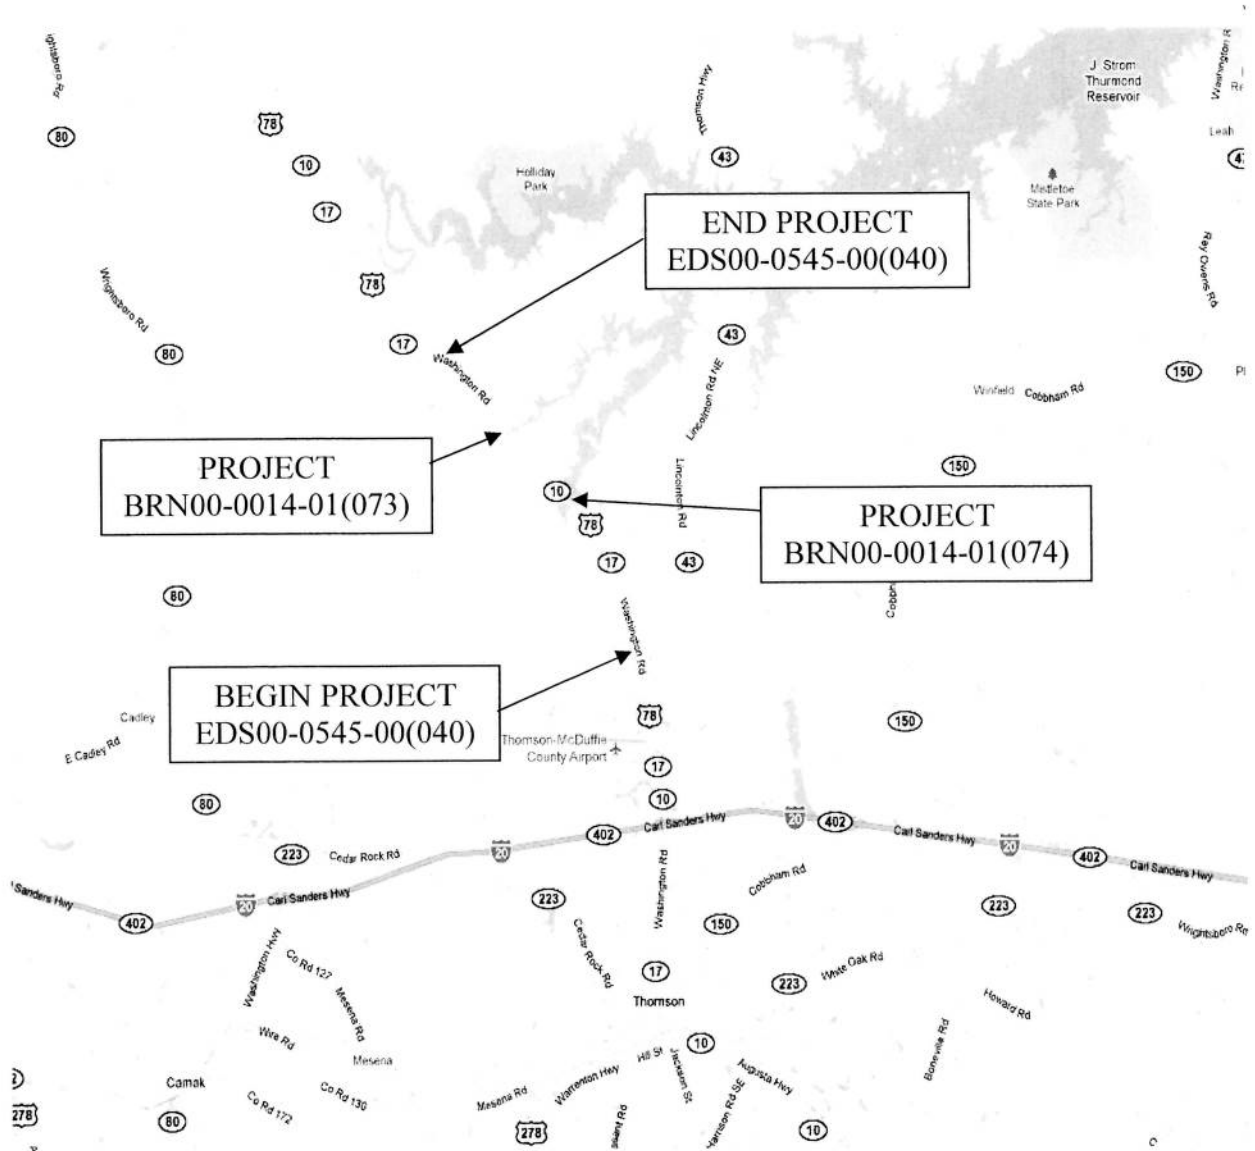 ightsboro Rd
80
78
10
17
Thomson Hwy
43
J. Strom
Thurmond
Reservoir
Washington R
Re
Leah
Holliday
Park
Mistletoe
State Park
END PROJECT
EDS00-0545-00(040)
78
17
Washington Rd
Wrightsboro Rd
80
43
Lincolnton Rd NE
Ray Owens Rd
150
Winfield
Cobbham Rd
PROJECT
BRN00-0014-01(073)
10
78
17
Lincolnton Rd
43
150
PROJECT
BRN00-0014-01(074)
80
Cobbh
Washington Rd
BEGIN PROJECT
EDS00-0545-00(040)
Cadley
E Cadley Rd
78
Thomson-McDuffie
County Airport
17
10
150
80
223
Cedar Rock Rd
20
402
Carl Sanders Hwy
20
402
Carl Sanders Hwy
20
402
Carl Sanders Hwy
Sanders Hwy
402
20
Carl Sanders Hwy
223
Cedar Rock Rd
Washington Rd
Cobbham Rd
150
223
223
Wrightsboro Rd
Washington Hwy
Co Rd 127
Mesena Rd
Wire Rd
Mesena
17
Thomson
223
White Oak Rd
Howard Rd
Boneville Rd
Camak
80
Co Rd 172
Co Rd 130
278
Mesena Rd
278
Warrenton Hwy
Hill St
Jackson St
10
Augusta Hwy
Harrison Rd SE
10